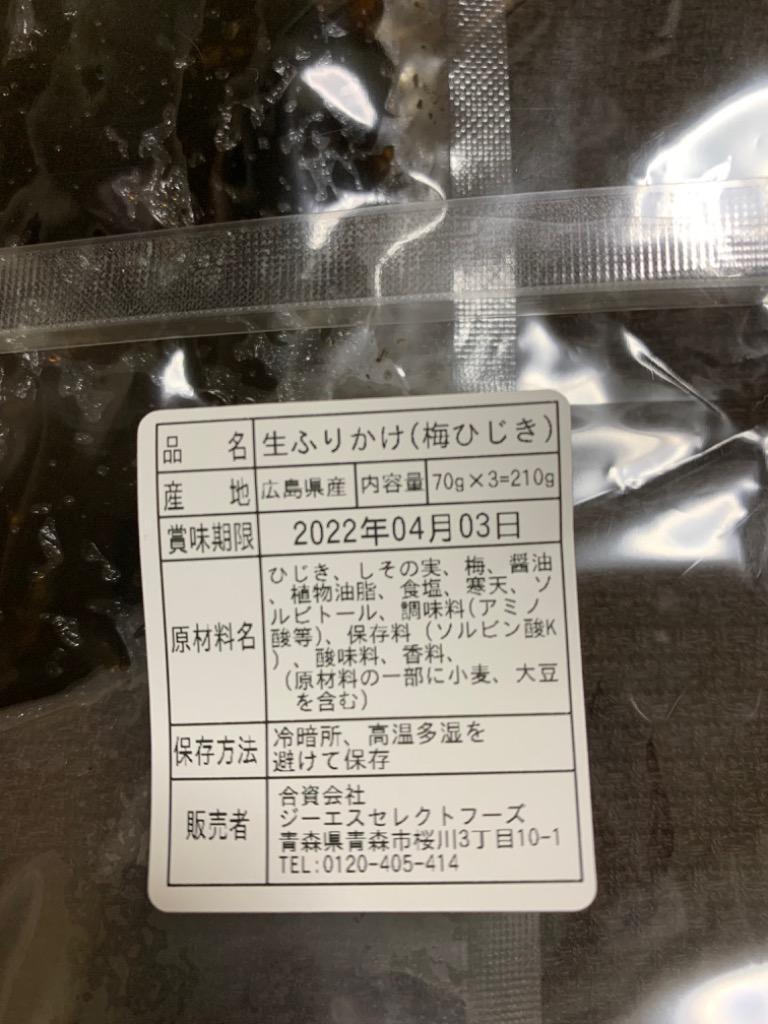 品名 生ふりかけ(梅ひじき)
産地 広島県産 内容量 70g×3=210g
賞味期限 2022年04月03日
原材料名
ひじき、しその実、梅、醤油
、植物油脂、食塩、寒天、ソ
ルビトール、調味料(アミノ
酸等)、保存料(ソルビン酸K
)、酸味料、香料、
(原材料の一部に小麦、大豆
を含む)
保存方法
冷暗所、高温多湿を
避けて保存
販売者
合資会社
ジーエスセレクトフーズ
青森県青森市桜川3丁目10-1
TEL:0120-405-414